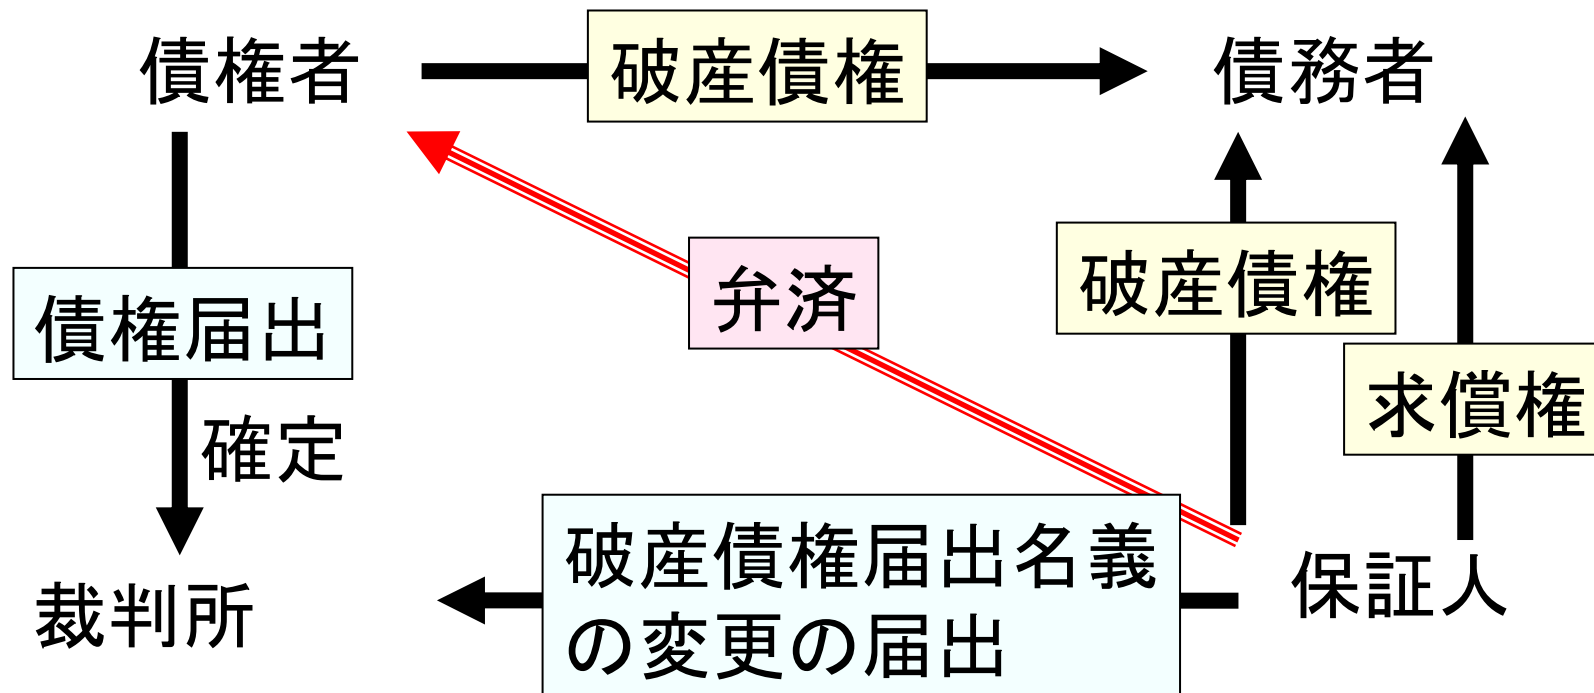 債権者
破産債権
債務者
弁済
破産債権
債権届出
求償権
確定
破産債権届出名義
の変更の届出
保証人
裁判所